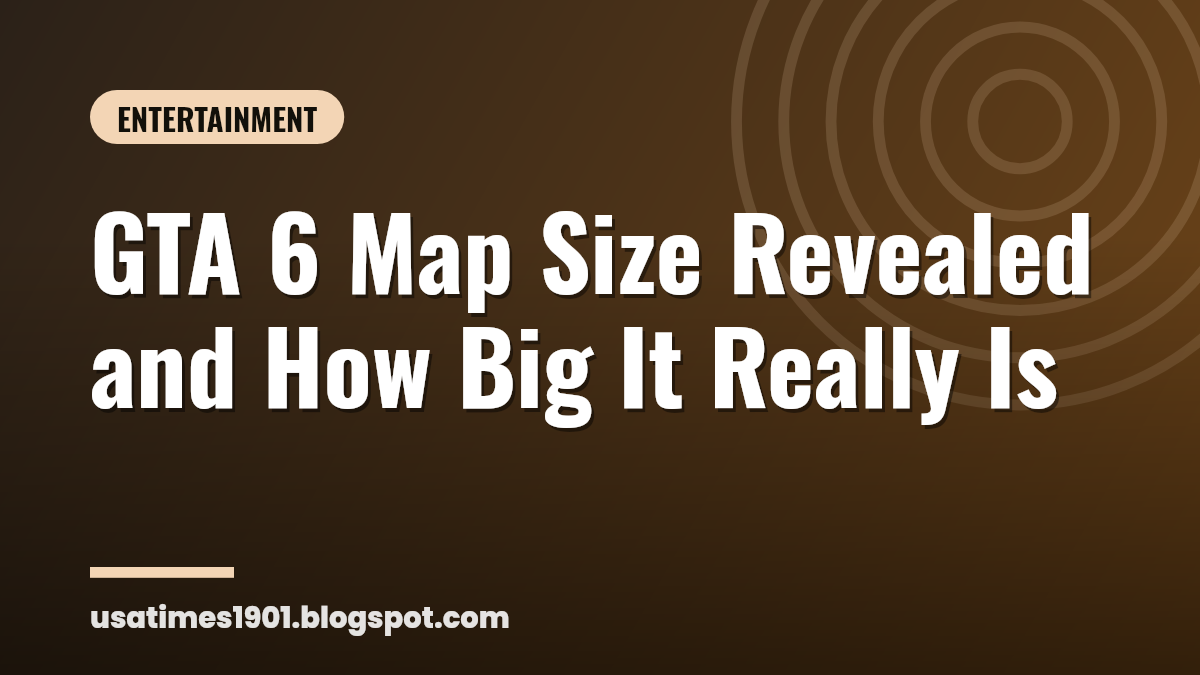 ENTERTAINMENT
GTA 6 Map Size Revealed
and How Big It Really Is
usatimes1901.blogspot.com